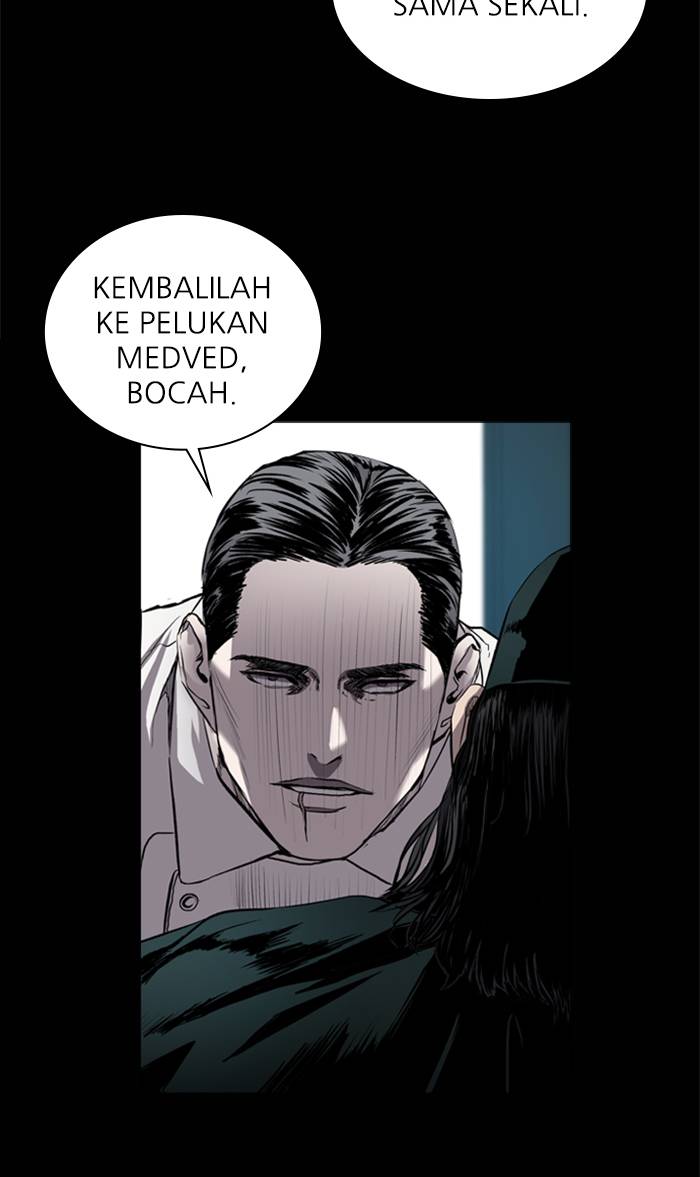 SAMA SEKALI.
KEMBALILAH
KE PELUKAN
MEDVED,
BOCAH.